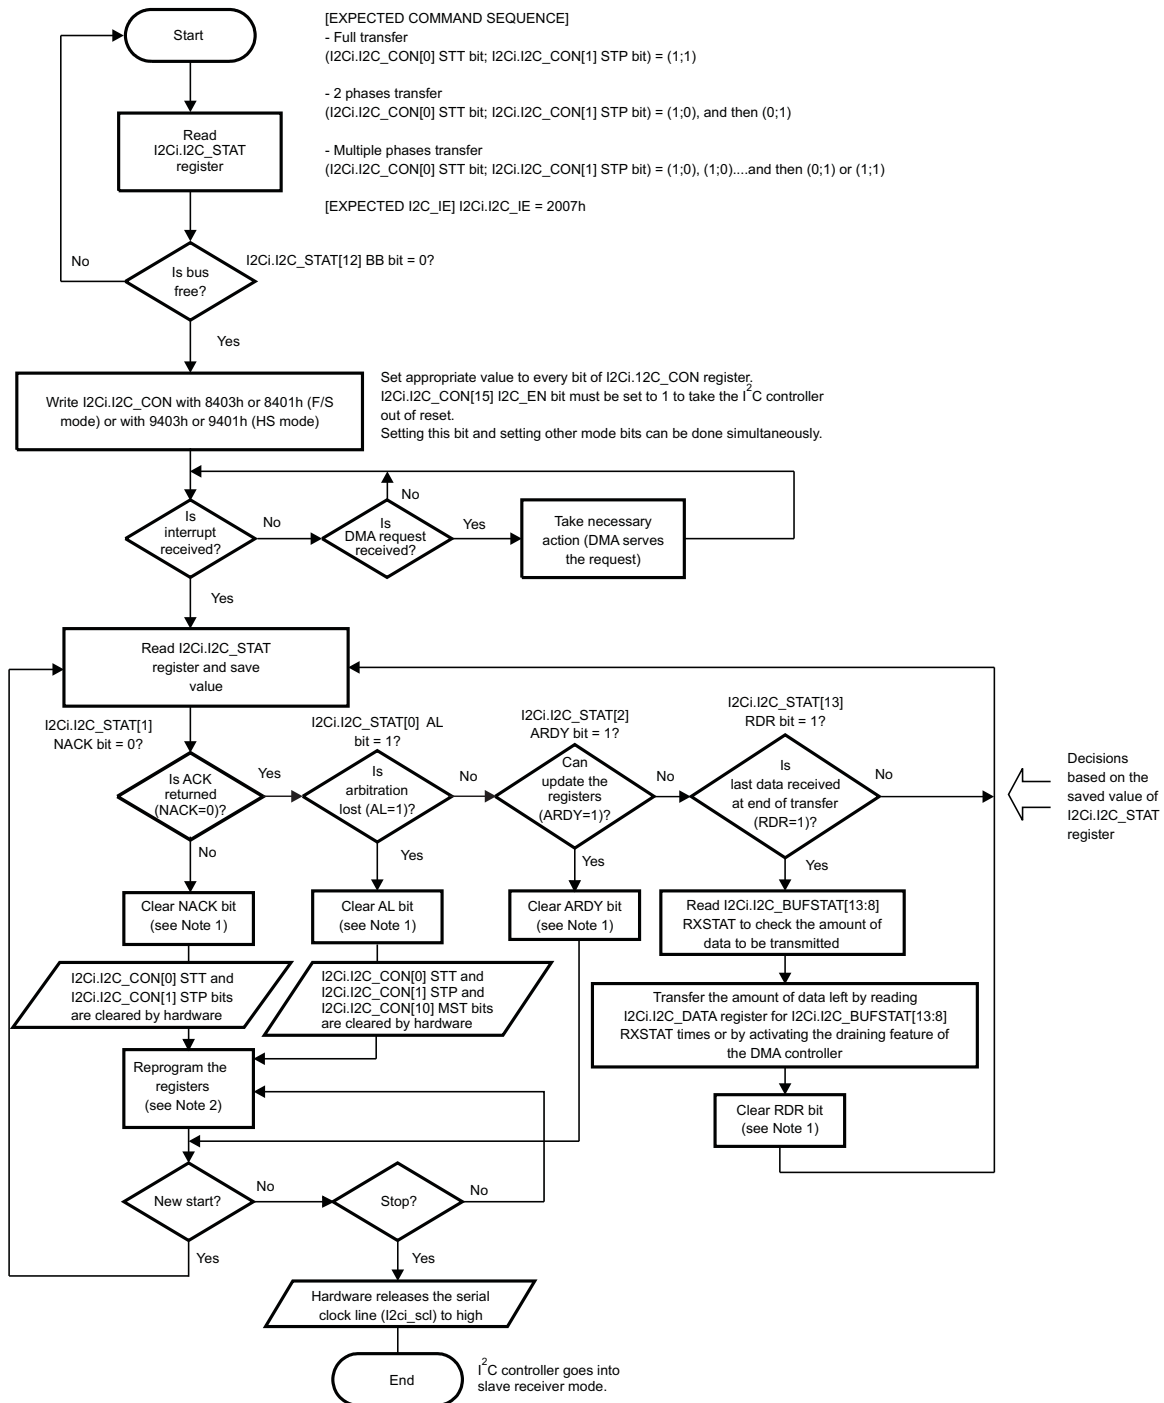 Start
[EXPECTED COMMAND SEQUENCE]
- Full transfer
(I2Ci.I2C_CON[0] STT bit; I2Ci.I2C_CON[1] STP bit) = (1;1)
- 2 phases transfer
(I2Ci.I2C_CON[0] STT bit; I2Ci.I2C_CON[1] STP bit) = (1;0), and then (0;1)
- Multiple phases transfer
(I2Ci.I2C_CON[0] STT bit; I2Ci.I2C_CON[1] STP bit) = (1;0), (1;0)....and then (0;1) or (1;1)
[EXPECTED I2C_IE] I2Ci.I2C_IE = 2007h
Read
I2Ci.I2C_STAT
register
No
Is bus
free?
I2Ci.I2C_STAT[12] BB bit = 0?
Yes
Write I2Ci.I2C_CON with 8403h or 8401h (F/S
mode) or with 9403h or 9401h (HS mode)
Set appropriate value to every bit of I2Ci.12C_CON register.
I2Ci.I2C_CON[15] I2C_EN bit must be set to 1 to take the I2C controller
out of reset.
Setting this bit and setting other mode bits can be done simultaneously.
Is
interrupt
received?
No
Is
DMA request
received?
No
Yes
Take necessary
action (DMA serves
the request)
Yes
Read I2Ci.I2C_STAT
register and save
value
I2Ci.I2C_STAT[1]
NACK bit = 0?
I2Ci.I2C_STAT[0] AL
bit = 1?
I2Ci.I2C_STAT[2]
ARDY bit = 1?
I2Ci.I2C_STAT[13]
RDR bit = 1?
Is ACK
returned
(NACK=0)?
Yes
Is
arbitration
lost (AL=1)?
No
Can
update the
registers
(ARDY=1)?
No
Is
last data received
at end of transfer
(RDR=1)?
No
Decisions
based on the
saved value of
I2Ci.I2C_STAT
register
No
Yes
Yes
Yes
Clear NACK bit
(see Note 1)
Clear AL bit
(see Note 1)
Clear ARDY bit
(see Note 1)
Read I2Ci.I2C_BUFSTAT[13:8]
RXSTAT to check the amount of
data to be transmitted
I2Ci.I2C_CON[0] STT and
I2Ci.I2C_CON[1] STP bits
are cleared by hardware
I2Ci.I2C_CON[0] STT and
I2Ci.I2C_CON[1] STP and
I2Ci.I2C_CON[10] MST bits
are cleared by hardware
Transfer the amount of data left by reading
I2Ci.I2C_DATA register for I2Ci.I2C_BUFSTAT[13:8]
RXSTAT times or by activating the draining feature of
the DMA controller
Reprogram the
registers
(see Note 2)
Clear RDR bit
(see Note 1)
New start?
No
Stop?
No
Yes
Yes
Hardware releases the serial
clock line (I2ci_scl) to high
End
I2C controller goes into
slave receiver mode.